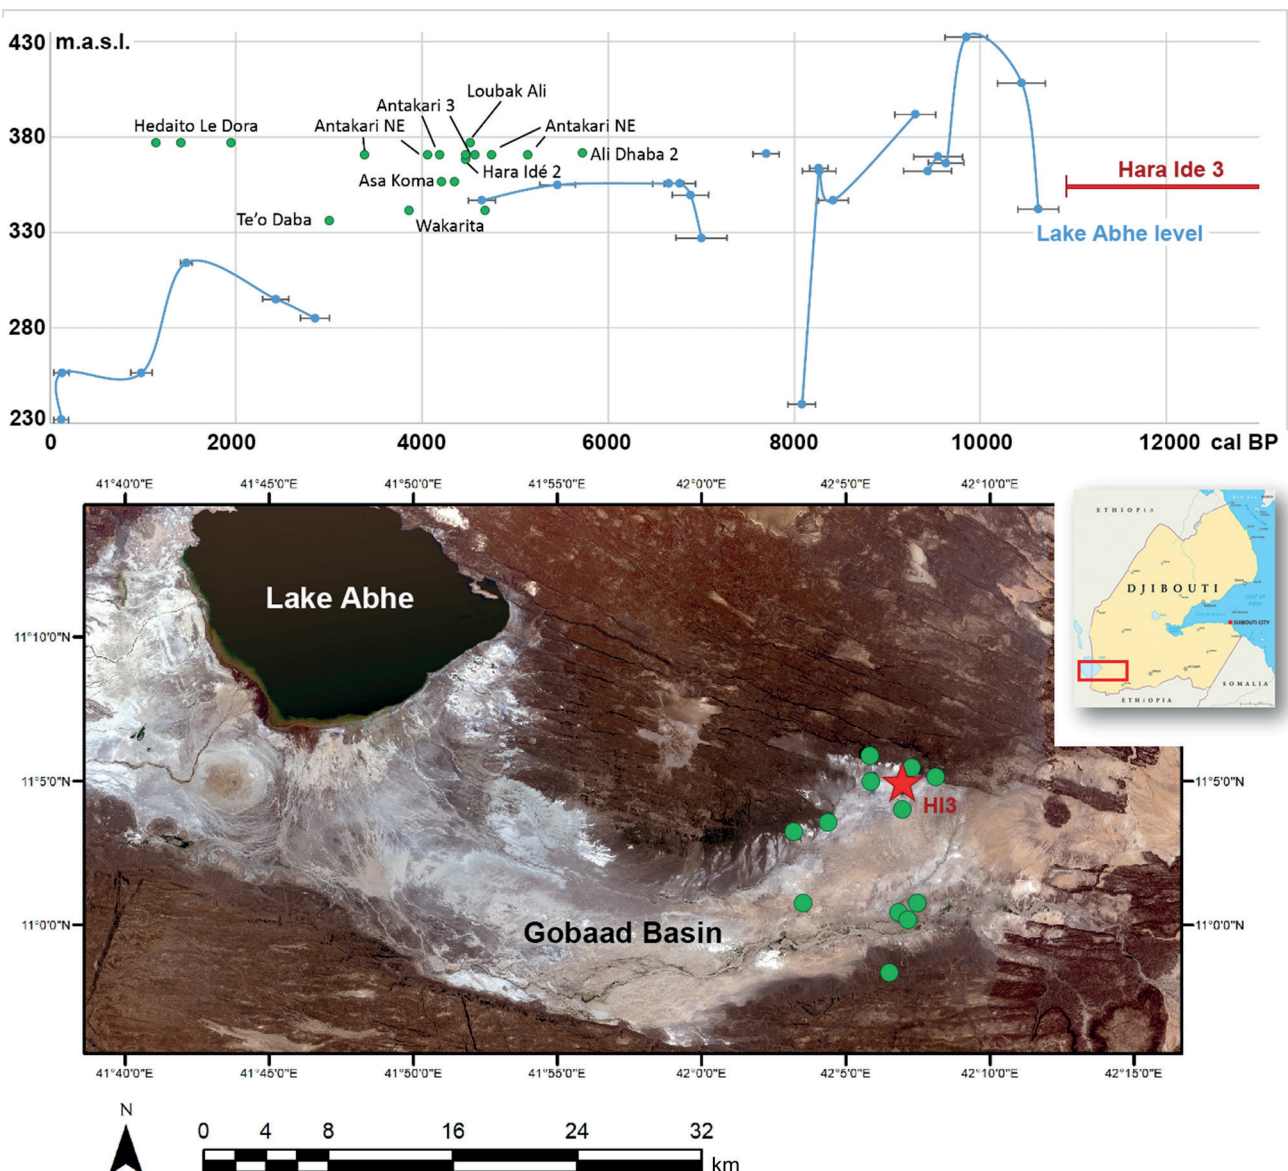 430 m.a.s.l.
Loubak Ali
Antakari 3
Hedaito Le Dora
Antakari NE
Antakari NE
380
Ali Dhaba 2
Hara Idé 2
Hara Ide 3
Asa Koma
Te'o Daba
Wakarita
330
Lake Abhe level
280
230
0 2000 4000 6000 8000 10000 12000 cal BP
41°40'0"E 41°45'0"E 41°50'0"E 41°55'0"E 42°0'0"E 42°5'0"E 42°10'0"E
ETHIOPIA
DJIBOUTI
DJIBOUTI CITY
SOMALIA
ETHIOPIA
Lake Abhe
11°10'0"N
11°5'0"N 11°5'0"N
HI3
11°0'0"N 11°0'0"N
Gobaad Basin
41°40'0"E 41°45'0"E 41°50'0"E 41°55'0"E 42°0'0"E 42°5'0"E 42°10'0"E 42°15'0"E
N
0 4 8 16 24 32
km